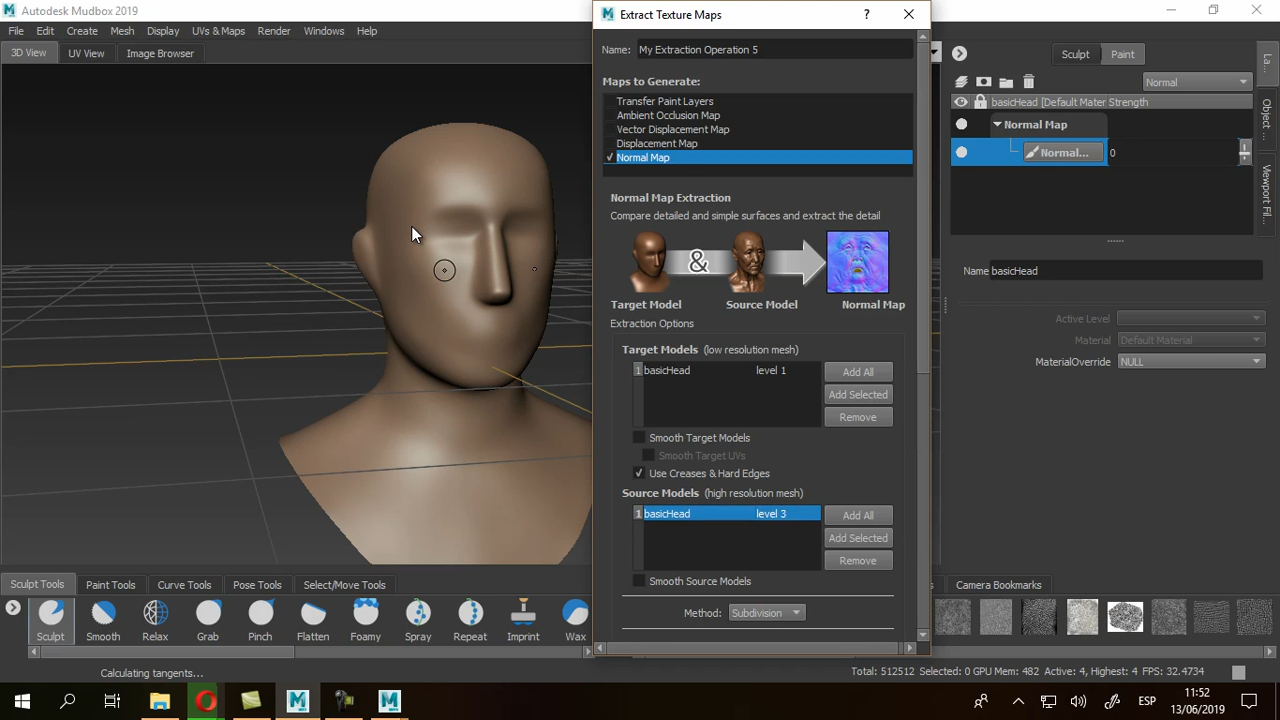 Autodesk Mudbox 2019
File Edit Create Mesh Display UVs & Maps Render Windows Help
3D View UV View Image Browser
Extract Texture Maps
?
Name: My Extraction Operation 5
Maps to Generate:
Transfer Paint Layers
Ambient Occlusion Map
Vector Displacement Map
Displacement Map
Normal Map
Normal Map Extraction
Compare detailed and simple surfaces and extract the detail
&
Target Model Source Model Normal Map
Extraction Options
Target Models (low resolution mesh)
1 basicHead level 1
Add All
Add Selected
Remove
Smooth Target Models
Smooth Target UVs
Use Creases & Hard Edges
Source Models (high resolution mesh)
1 basicHead level 3
Add All
Add Selected
Remove
Smooth Source Models
Method: Subdivision
Sculpt Paint
Normal
basicHead [Default Mater Strength
Normal Map
Normal... 0
La...
Object ...
Viewport Fil...
Name basicHead
Active Level
Material Default Material
MaterialOverride NULL
Sculpt Tools Paint Tools Curve Tools Pose Tools Select/Move Tools
Camera Bookmarks
Sculpt Smooth Relax Grab Pinch Flatten Foamy Spray Repeat Imprint Wax
Calculating tangents...
Total: 512512 Selected: 0 GPU Mem: 482 Active: 4, Highest: 4 FPS: 32.4734
ESP
11:52
13/06/2019